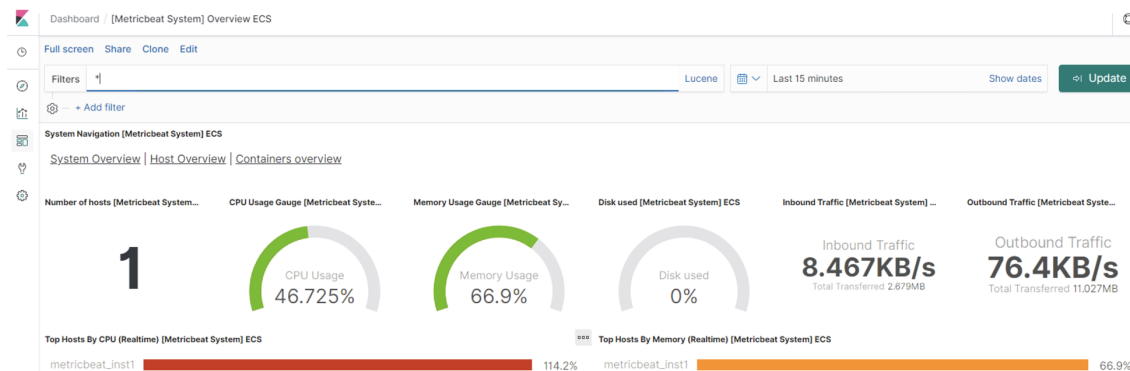 Dashboard / [Metricbeat System] Overview ECS
Full screen Share Clone Edit
Filters * Lucene Last 15 minutes Show dates Update
+ Add filter
System Navigation [Metricbeat System] ECS
System Overview | Host Overview | Containers overview
Number of hosts [Metricbeat System... CPU Usage Gauge [Metricbeat Syste... Memory Usage Gauge [Metricbeat Sy... Disk used [Metricbeat System] ECS Inbound Traffic [Metricbeat System] ... Outbound Traffic [Metricbeat Syste...
1
CPU Usage
46.725%
Memory Usage
66.9%
Disk used
0%
Inbound Traffic
8.467KB/s
Total Transferred 2.679MB
Outbound Traffic
76.4KB/s
Total Transferred 11.027MB
Top Hosts By CPU (Realtime) [Metricbeat System] ECS
metricbeat_inst1 114.2%
Top Hosts By Memory (Realtime) [Metricbeat System] ECS
metricbeat_inst1 66.9%